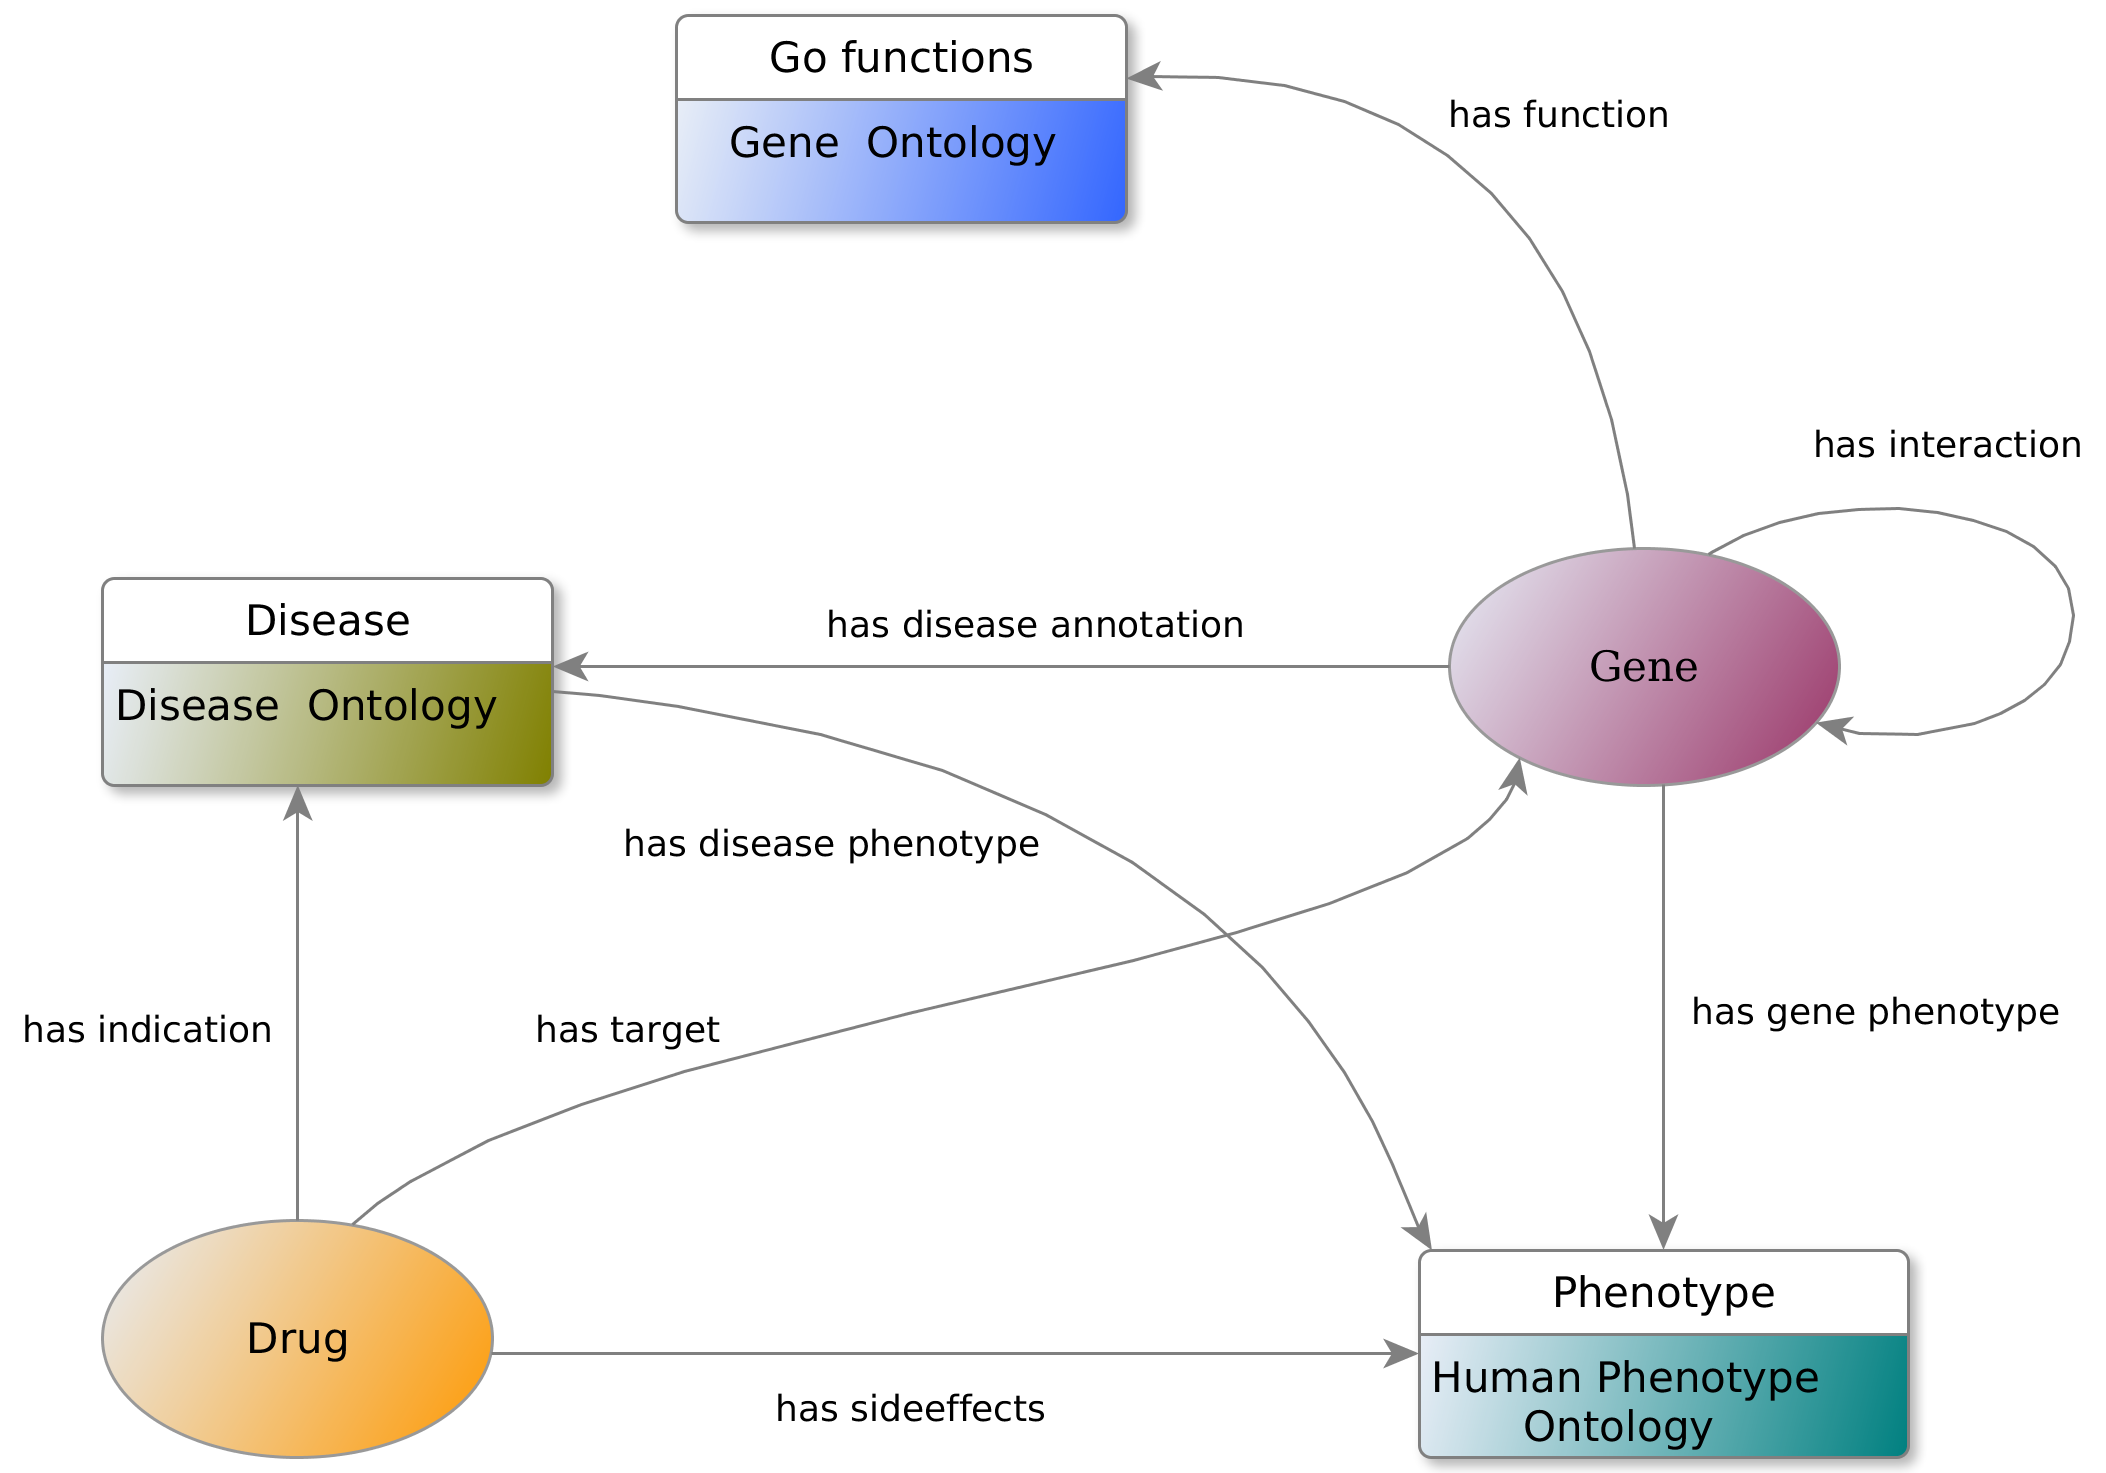 Go functions
Gene Ontology
has function
has interaction
Disease
Disease Ontology
has disease annotation
Gene
has disease phenotype
has indication
has target
has gene phenotype
Drug
has sideeffects
Phenotype
Human Phenotype
Ontology